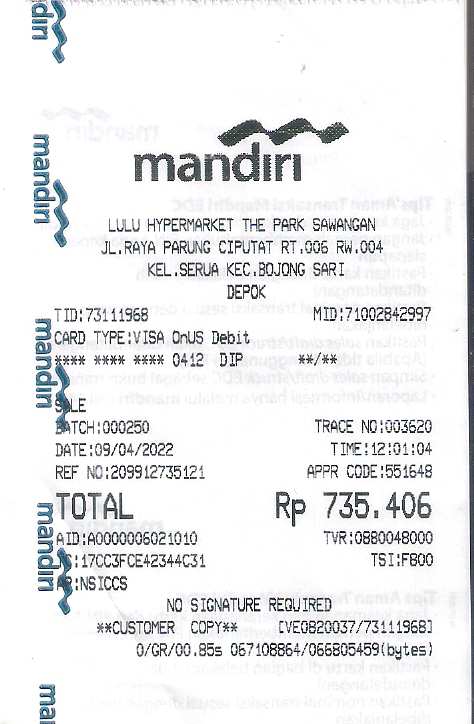 mandiri
LULU HYPERMARKET THE PARK SAWANGAN
JL.RAYA PARUNG CIPUTAT RT.005 RW.004
KEL.SERUA KEC.BOJONG SARI
DEPOK
TID:73111968 MID:71002842997
CARD TYPE:VISA OnUS Debit
**** **** **** 0412 DIP **/**
SALE
BATCH:000250 TRACE NO:003620
DATE:09/04/2022 TIME:12:01:04
REF NO:209912735121 APPR CODE:551648
TOTAL Rp 735.406
AID:A0000006021010 TVR:0880048000
TC:17CC3FCE42344C31 TSI:F800
:NSICCS
NO SIGNATURE REQUIRED
**CUSTOMER COPY** [VE0820037/73111968]
0/GR/00.85s 067108864/066805459(bytes)
mandiri
mandiri
mandiri
mandiri